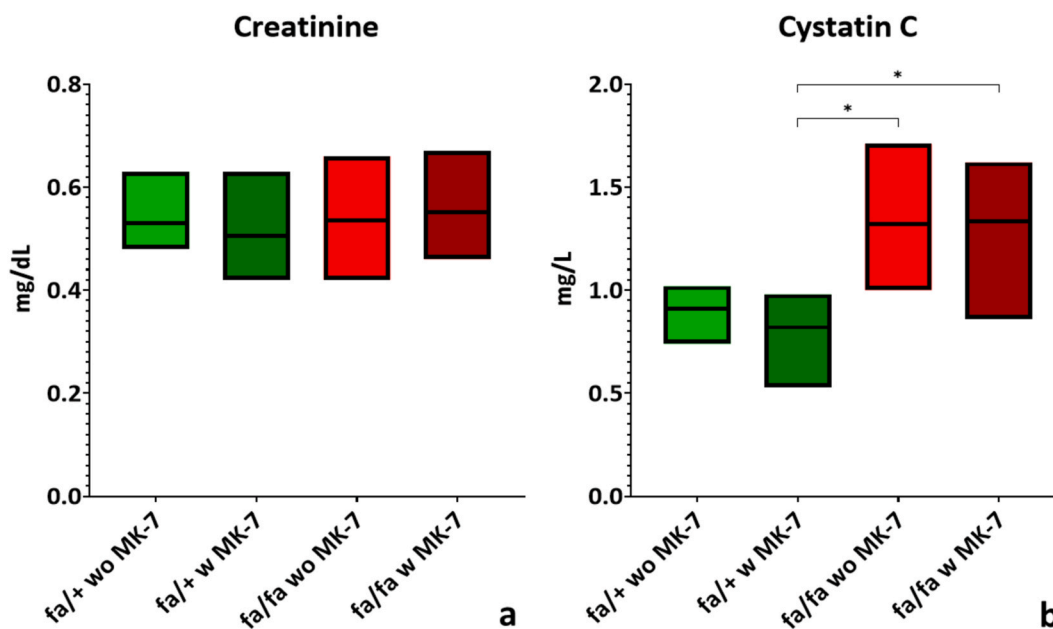 Creatinine
0.8
0.6
0.4
0.2
0.0
mg/dL
fa/+ wo MK-7
fa/+ w MK-7
fa/fa wo MK-7
fa/fa w MK-7
a
Cystatin C
2.0
1.5
1.0
0.5
0.0
mg/L
*
*
fa/+ wo MK-7
fa/+ w MK-7
fa/fa wo MK-7
fa/fa w MK-7
b